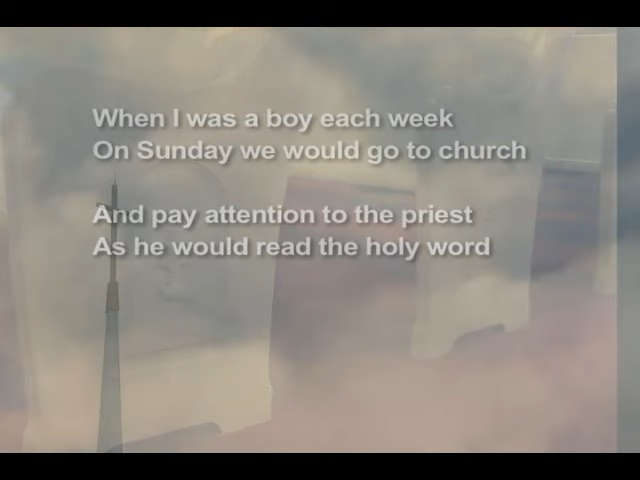 When I was a boy each week
On Sunday we would go to church
And pay attention to the priest
As he would read the holy word